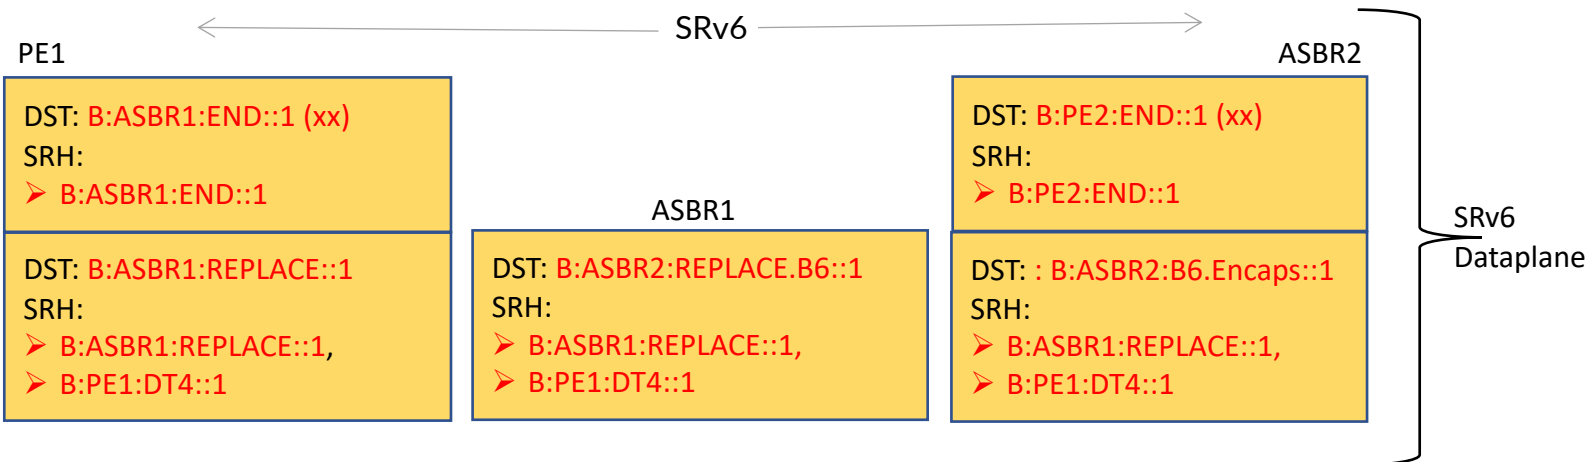 SRv6
PE1
DST: B:ASBR1:END::1 (xx)
SRH:
➢ B:ASBR1:END::1
DST: B:ASBR1:REPLACE::1
SRH:
➢ B:ASBR1:REPLACE::1,
➢ B:PE1:DT4::1
ASBR1
DST: B:ASBR2:REPLACE.B6::1
SRH:
➢ B:ASBR1:REPLACE::1,
➢ B:PE1:DT4::1
ASBR2
DST: B:PE2:END::1 (xx)
SRH:
➢ B:PE2:END::1
DST: : B:ASBR2:B6.Encaps::1
SRH:
➢ B:ASBR1:REPLACE::1,
➢ B:PE1:DT4::1
SRv6
Dataplane